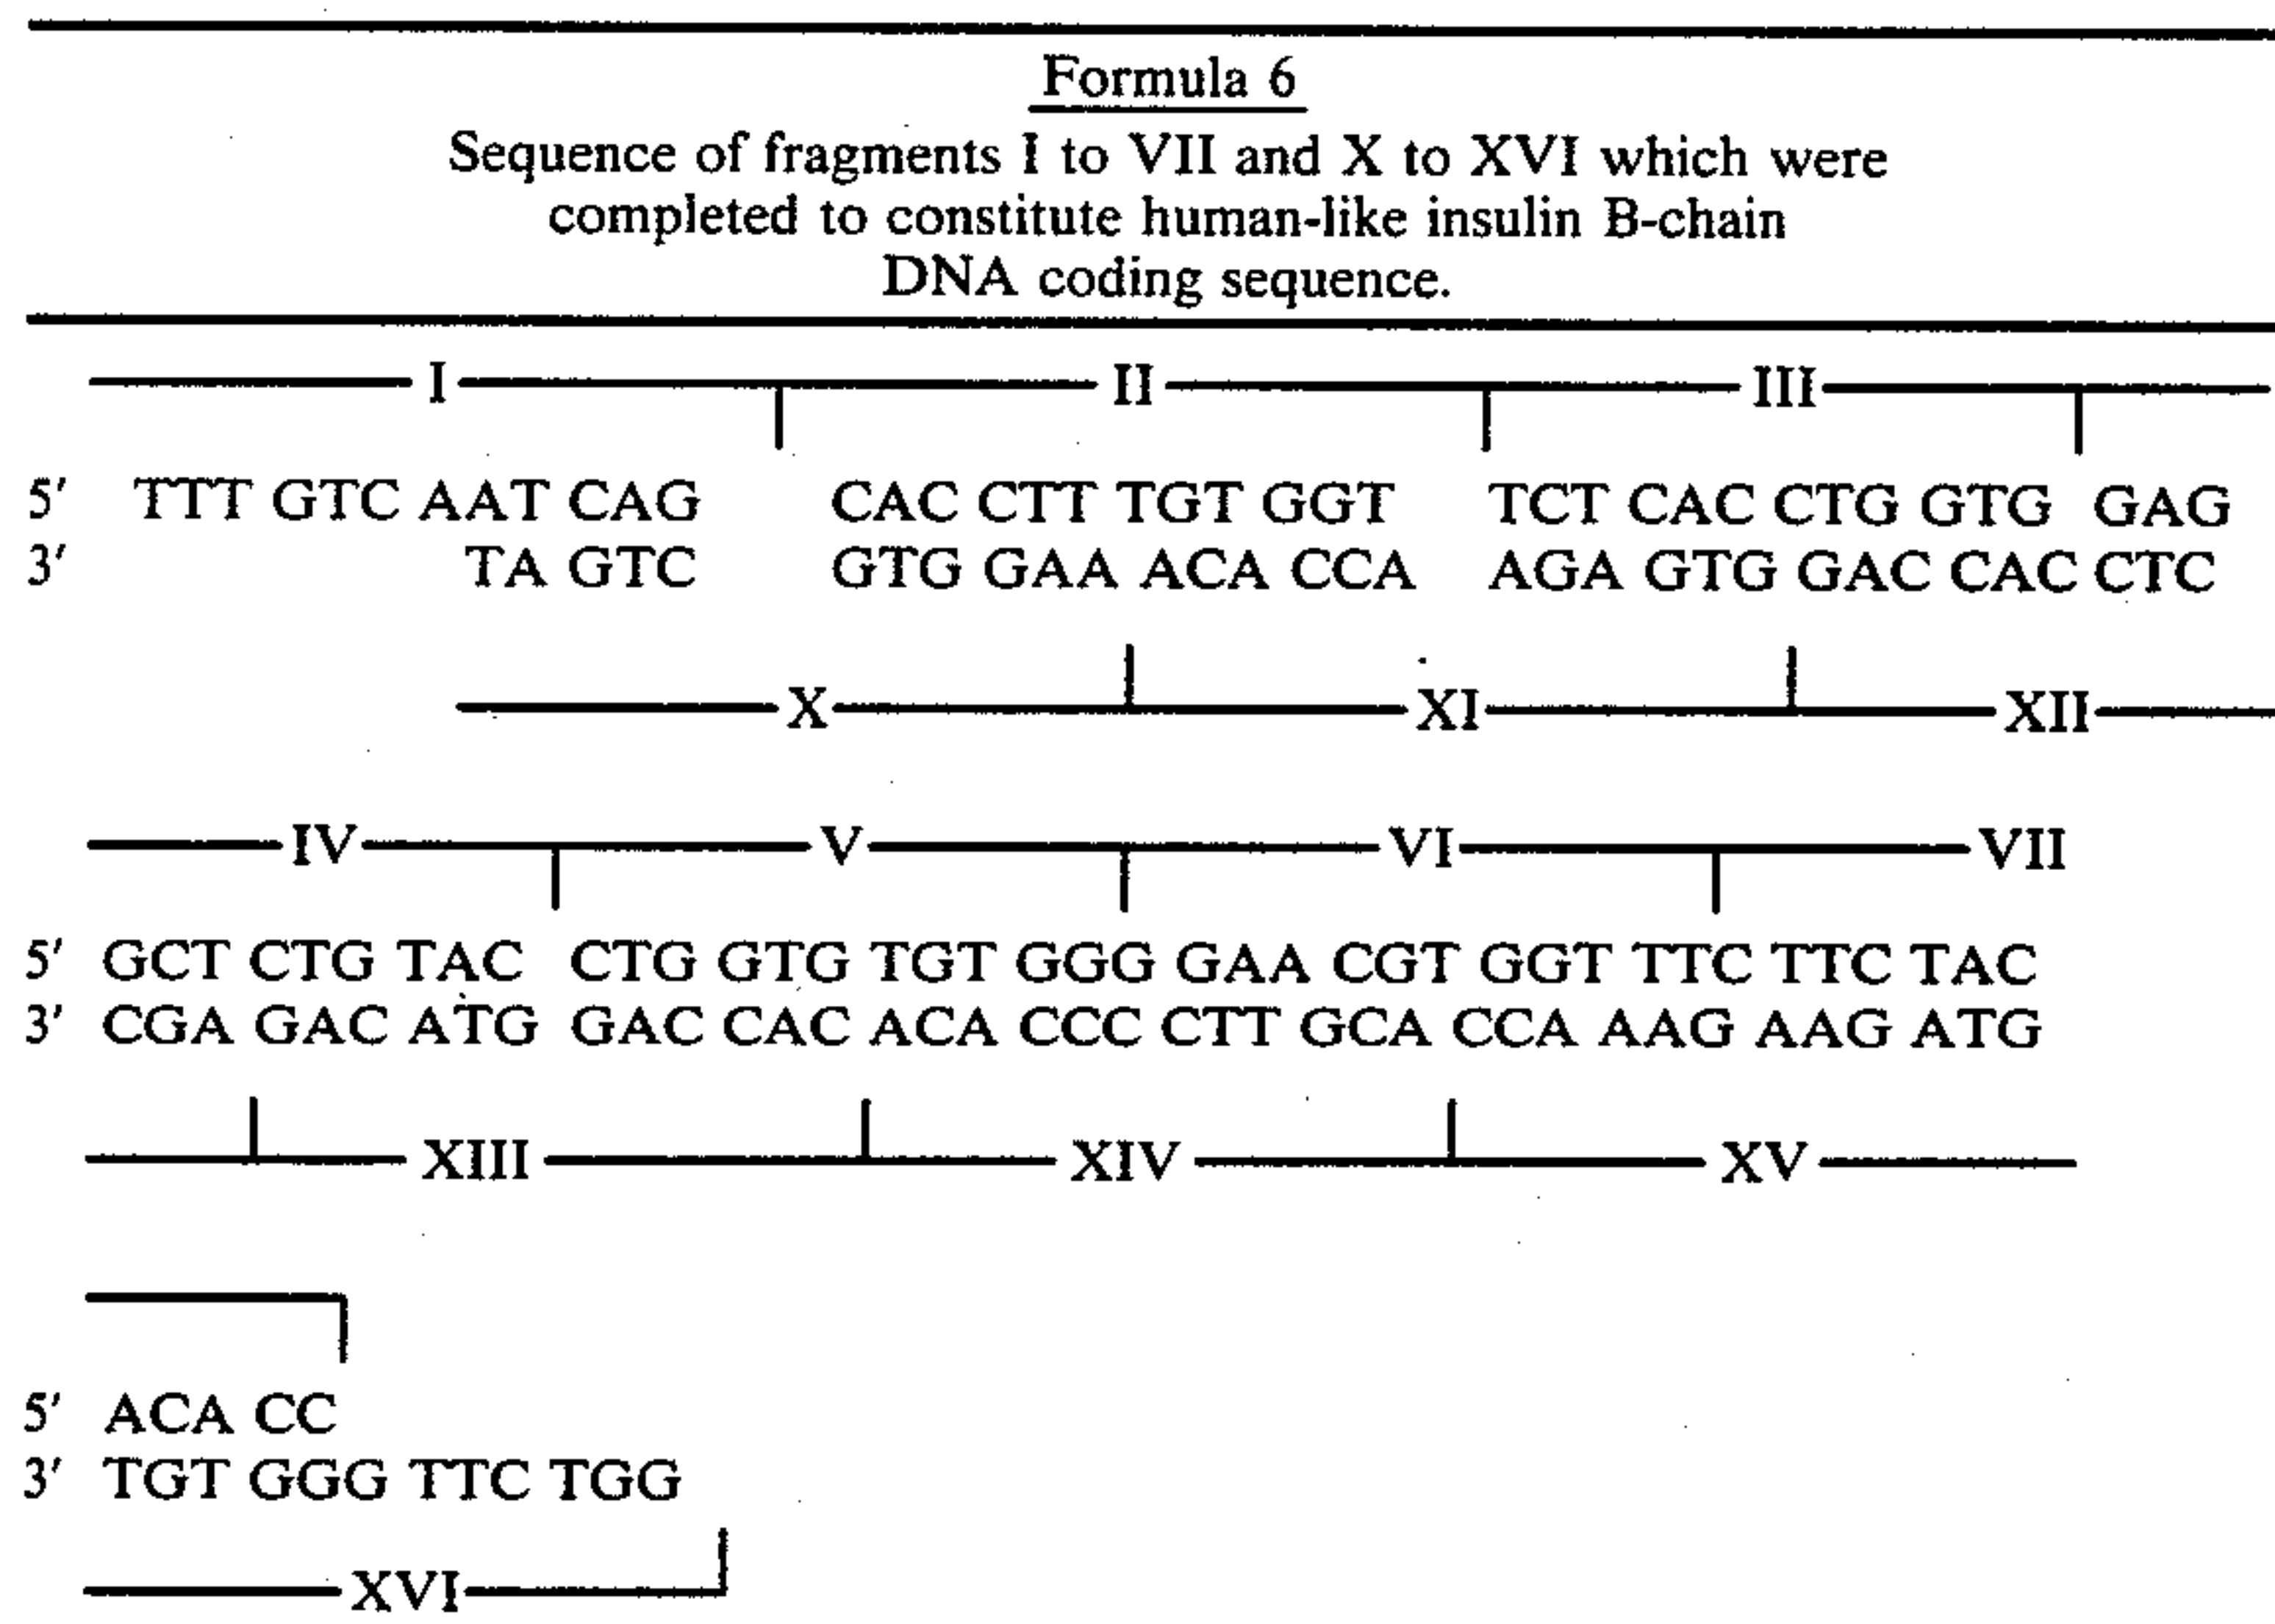 Formula 6
Sequence of fragments I to VII and X to XVI which were
completed to constitute human-like insulin B-chain
DNA coding sequence.
I II III
5' TTT GTC AAT CAG CACC CTT TGT GGT TCT CAC CTG GTG GAG
3' TA GTC GTG GAA ACA CCA AGA GTG GAC CAC CTC
X XI XII
IV V VI VII
5' GCT CTG TAC CTG GTG TGT GGG GAA CGT GGT TTC TTC TAC
3' CGA GAC ATG GAC CAC ACA CCC CTT GCA CCA AAG AAG ATG
XIII XIV XV
5' ACA CC
3' TGT GGG TTC TGG
XVI